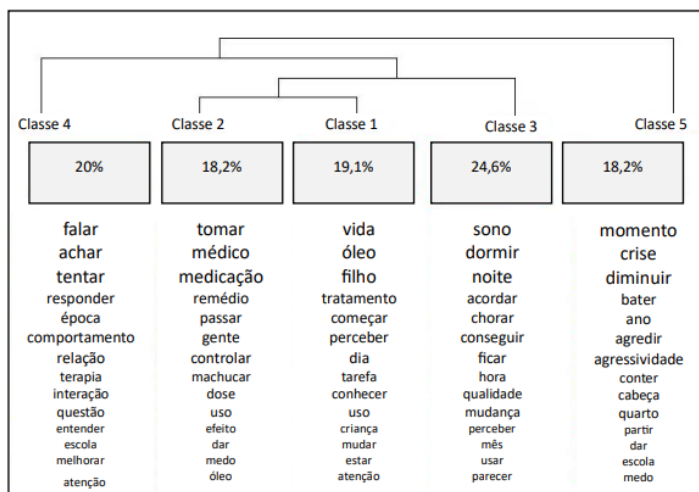 Classe 4 Classe 2 Classe 1 Classe 3 Classe 5
20% 18,2% 19,1% 24,6% 18,2%
falar tomar vida sono momento
achar médico óleo dormir crise
tentar medicação filho noite diminuir
responder remédio tratamento acordar bater
época passar começar chorar ano
comportamento gente perceber conseguir agredir
relação controlar dia ficar agressividade
terapia machucar tarefa hora conter
interação dose conhecer qualidade cabeça
questão uso uso mudança quarto
entender efeito criança perceber partir
escola dar mudar mês dar
melhorar medo estar usar escola
atenção óleo atenção parecer medo